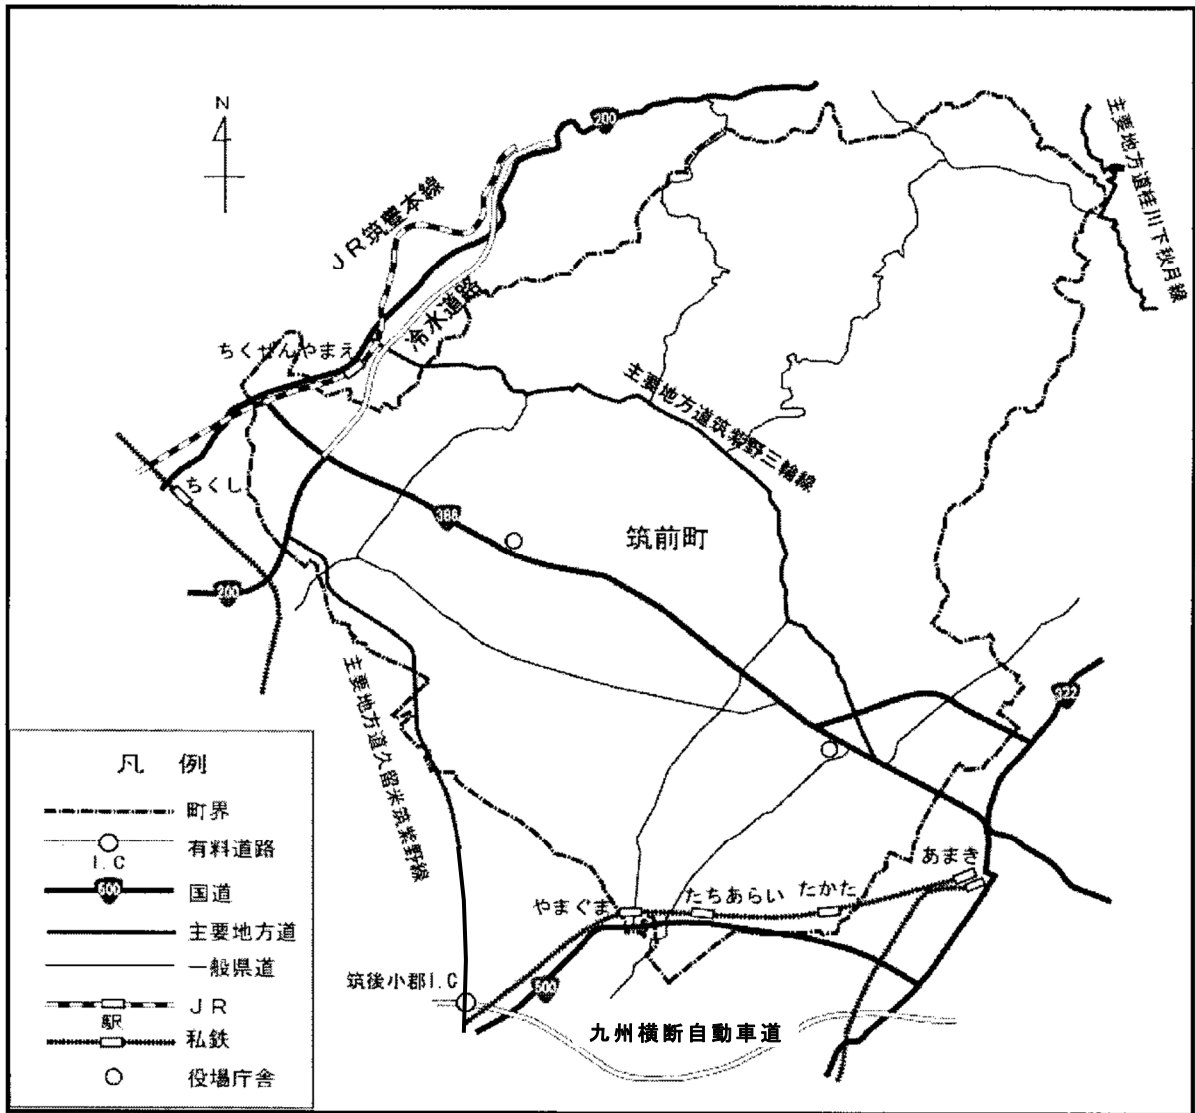 N
200
主要地方道桂川下秋月線
JR筑豊本線
冷水道路
ちくぜんやまえ
主要地方道筑紫野三輪線
ちくし
386
筑前町
200
主要地方道久留米筑紫野線
322
凡 例
町界
I.C
有料道路
500
国道
主要地方道
一般県道
JR
駅
私鉄
役場庁舎
あまき
たかた
たちあらい
やまぐま
筑後小郡I.C
500
九州横断自動車道